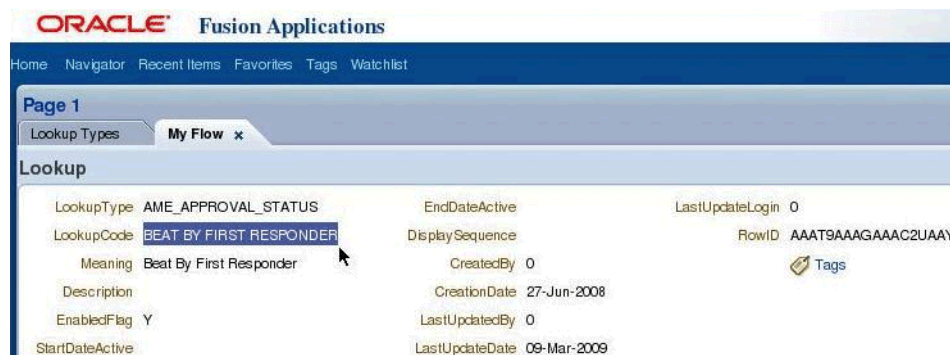 ORACLE Fusion Applications
Home Navigator Recent Items Favorites Tags Watchlist
Page 1
Lookup Types My Flow x
Lookup
LookupType AME_APPROVAL_STATUS EndDateActive LastUpdateLogin 0
LookupCode BEAT BY FIRST RESPONDER DisplaySequence RowID AAAT9AAAGAAAC2UAAY
Meaning Beat By First Responder CreatedBy 0 Tags
Description CreationDate 27-Jun-2008
EnabledFlag Y LastUpdatedBy 0
StartDateActive LastUpdateDate 09-Mar-2009